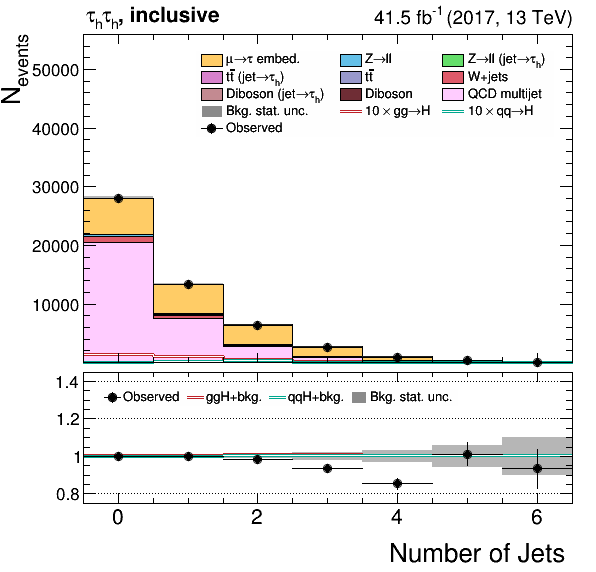 τhτh, inclusive 41.5 fb⁻¹ (2017, 13 TeV)
Nevents
μ→τ embed. Z→ll Z→ll (jet→τh)
tt̄ (jet→τh) tt̄ W+jets
Diboson (jet→τh) Diboson QCD multijet
Bkg. stat. unc. 10 × gg→H 10 × qq→H
Observed
50000
40000
30000
20000
10000
1.4
Observed ggH+bkg. qqH+bkg. Bkg. stat. unc.
1.2
1
0.8
0 2 4 6
Number of Jets